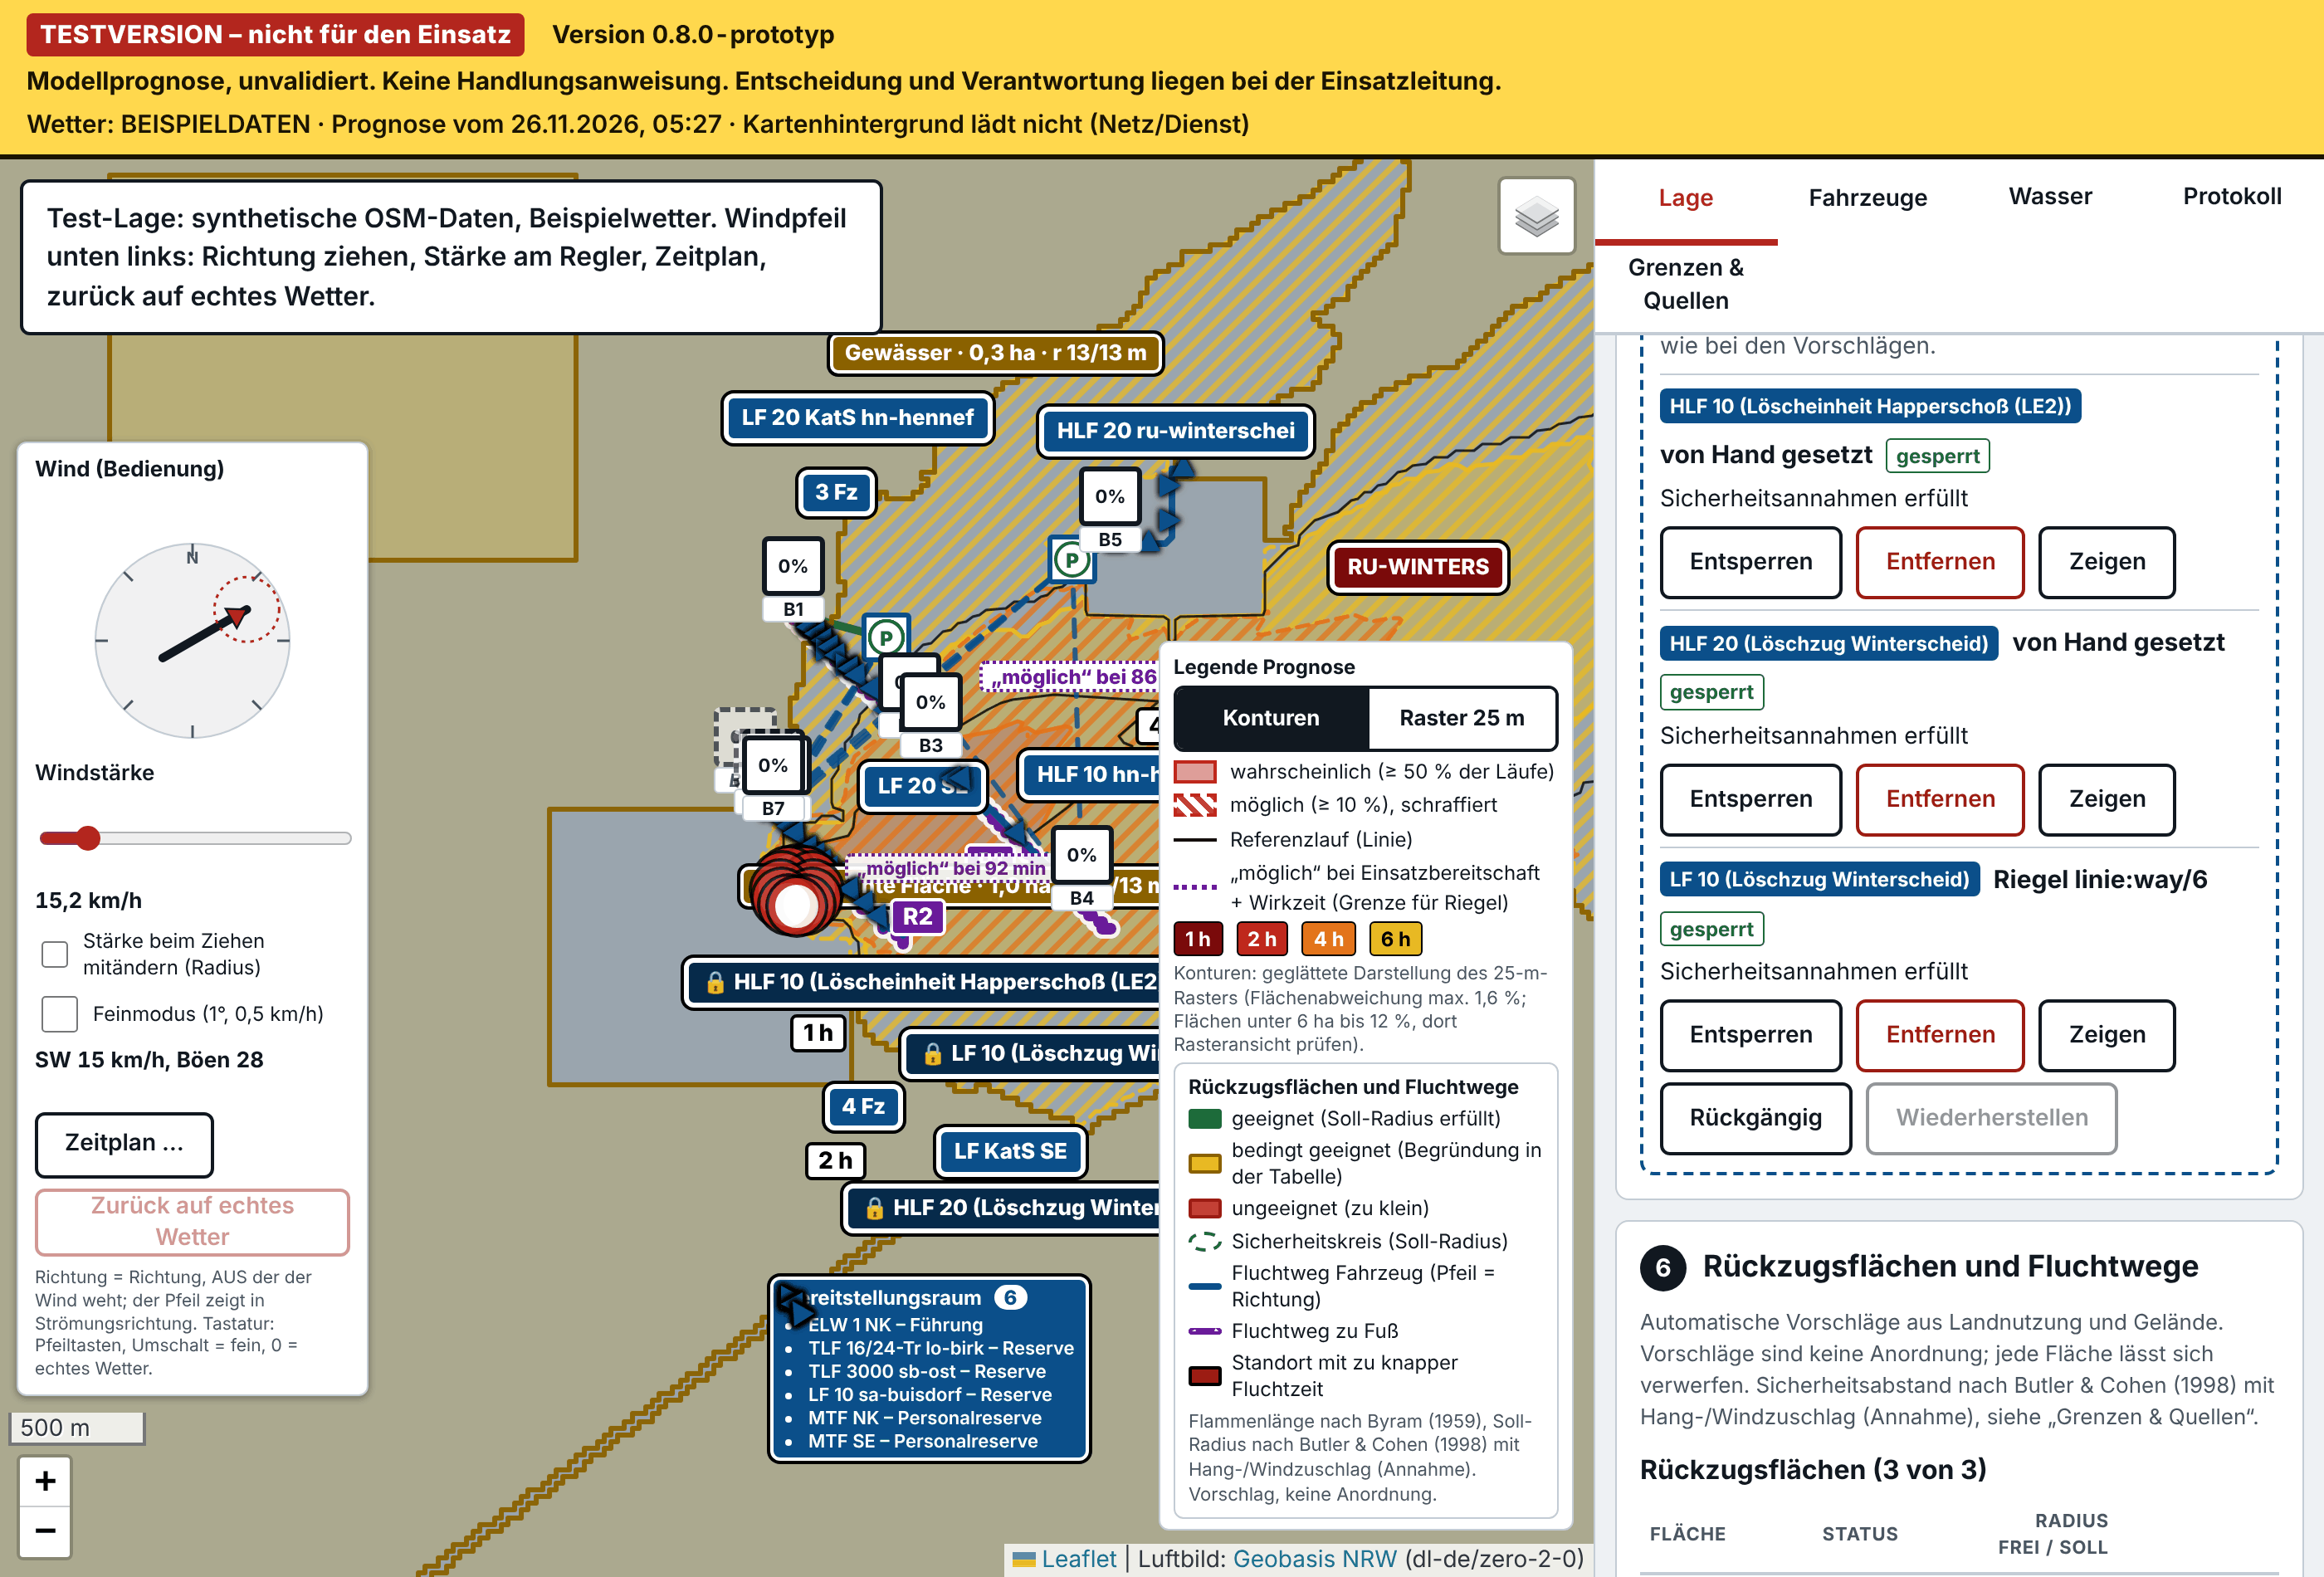 TESTVERSION – nicht für den Einsatz Version 0.8.0-prototyp
Modellprognose, unvalidiert. Keine Handlungsanweisung. Entscheidung und Verantwortung liegen bei der Einsatzleitung.
Wetter: BEISPIELDATEN · Prognose vom 26.11.2026, 05:27 · Kartenhintergrund lädt nicht (Netz/Dienst)
Test-Lage: synthetische OSM-Daten, Beispielwetter. Windpfeil
unten links: Richtung ziehen, Stärke am Regler, Zeitplan,
zurück auf echtes Wetter.
Gewässer · 0,3 ha · r 13/13 m
LF 20 KatS hn-hennef
HLF 20 ru-winterschei
3 Fz
0%
B5
P
RU-WINTERS
0%
B1
P
„möglich“ bei 86
0%
B3
0%
B7
LF 20 SE
HLF 10 hn-h
„möglich“ bei 92 min
0%
B4
R2
🔒 HLF 10 (Löscheinheit Happerschoß (LE2
1 h
🔒 LF 10 (Löschzug Wi
4 Fz
LF KatS SE
2 h
🔒 HLF 20 (Löschzug Winter
ereitstellungsraum 6
ELW 1 NK – Führung
TLF 16/24-Tr lo-birk – Reserve
TLF 3000 sb-ost – Reserve
LF 10 sa-buisdorf – Reserve
MTF NK – Personalreserve
MTF SE – Personalreserve
Wind (Bedienung)
N
Windstärke
15,2 km/h
Stärke beim Ziehen
mitändern (Radius)
Feinmodus (1°, 0,5 km/h)
SW 15 km/h, Böen 28
Zeitplan ...
Zurück auf echtes
Wetter
Richtung = Richtung, AUS der der
Wind weht; der Pfeil zeigt in
Strömungsrichtung. Tastatur:
Pfeiltasten, Umschalt = fein, 0 =
echtes Wetter.
500 m
+
−
Legende Prognose
Konturen Raster 25 m
wahrscheinlich (≥ 50 % der Läufe)
möglich (≥ 10 %), schraffiert
Referenzlauf (Linie)
„möglich“ bei Einsatzbereitschaft
+ Wirkzeit (Grenze für Riegel)
1 h 2 h 4 h 6 h
Konturen: geglättete Darstellung des 25-m-
Rasters (Flächenabweichung max. 1,6 %;
Flächen unter 6 ha bis 12 %, dort
Rasteransicht prüfen).
Rückzugsflächen und Fluchtwege
geeignet (Soll-Radius erfüllt)
bedingt geeignet (Begründung in
der Tabelle)
ungeeignet (zu klein)
Sicherheitskreis (Soll-Radius)
Fluchtweg Fahrzeug (Pfeil =
Richtung)
Fluchtweg zu Fuß
Standort mit zu knapper
Fluchtzeit
Flammenlänge nach Byram (1959), Soll-
Radius nach Butler & Cohen (1998) mit
Hang-/Windzuschlag (Annahme).
Vorschlag, keine Anordnung.
Leaflet | Luftbild: Geobasis NRW (dl-de/zero-2-0)
Lage Fahrzeuge Wasser Protokoll
Grenzen &
Quellen
wie bei den Vorschlägen.
HLF 10 (Löscheinheit Happerschoß (LE2))
von Hand gesetzt gesperrt
Sicherheitsannahmen erfüllt
Entsperren Entfernen Zeigen
HLF 20 (Löschzug Winterscheid) von Hand gesetzt
gesperrt
Sicherheitsannahmen erfüllt
Entsperren Entfernen Zeigen
LF 10 (Löschzug Winterscheid) Riegel linie:way/6
gesperrt
Sicherheitsannahmen erfüllt
Entsperren Entfernen Zeigen
Rückgängig Wiederherstellen
6 Rückzugsflächen und Fluchtwege
Automatische Vorschläge aus Landnutzung und Gelände.
Vorschläge sind keine Anordnung; jede Fläche lässt sich
verwerfen. Sicherheitsabstand nach Butler & Cohen (1998) mit
Hang-/Windzuschlag (Annahme), siehe „Grenzen & Quellen“.
Rückzugsflächen (3 von 3)
FLÄCHE STATUS RADIUS
FREI / SOLL